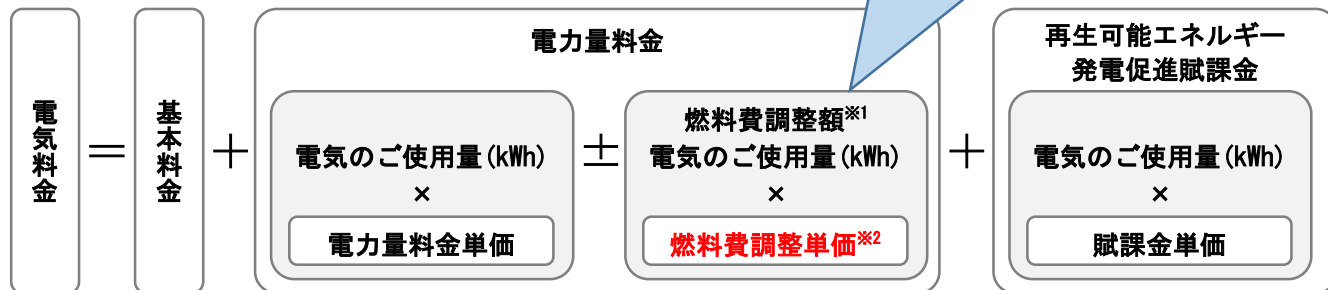 電気料金
＝
基本料金
＋
電力量料金
電気のご使用量(kWh)
×
電力量料金単価
±
燃料費調整額※1
電気のご使用量(kWh)
×
燃料費調整単価※2
＋
再生可能エネルギー
発電促進賦課金
電気のご使用量(kWh)
×
賦課金単価